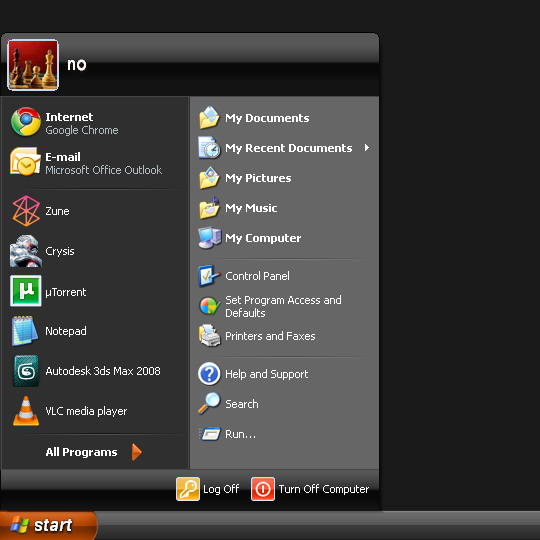 no
Internet
Google Chrome
E-mail
Microsoft Office Outlook
Zune
Crysis
µTorrent
Notepad
Autodesk 3ds Max 2008
VLC media player
All Programs
My Documents
My Recent Documents
My Pictures
My Music
My Computer
Control Panel
Set Program Access and
Defaults
Printers and Faxes
Help and Support
Search
Run...
Log Off
Turn Off Computer
start